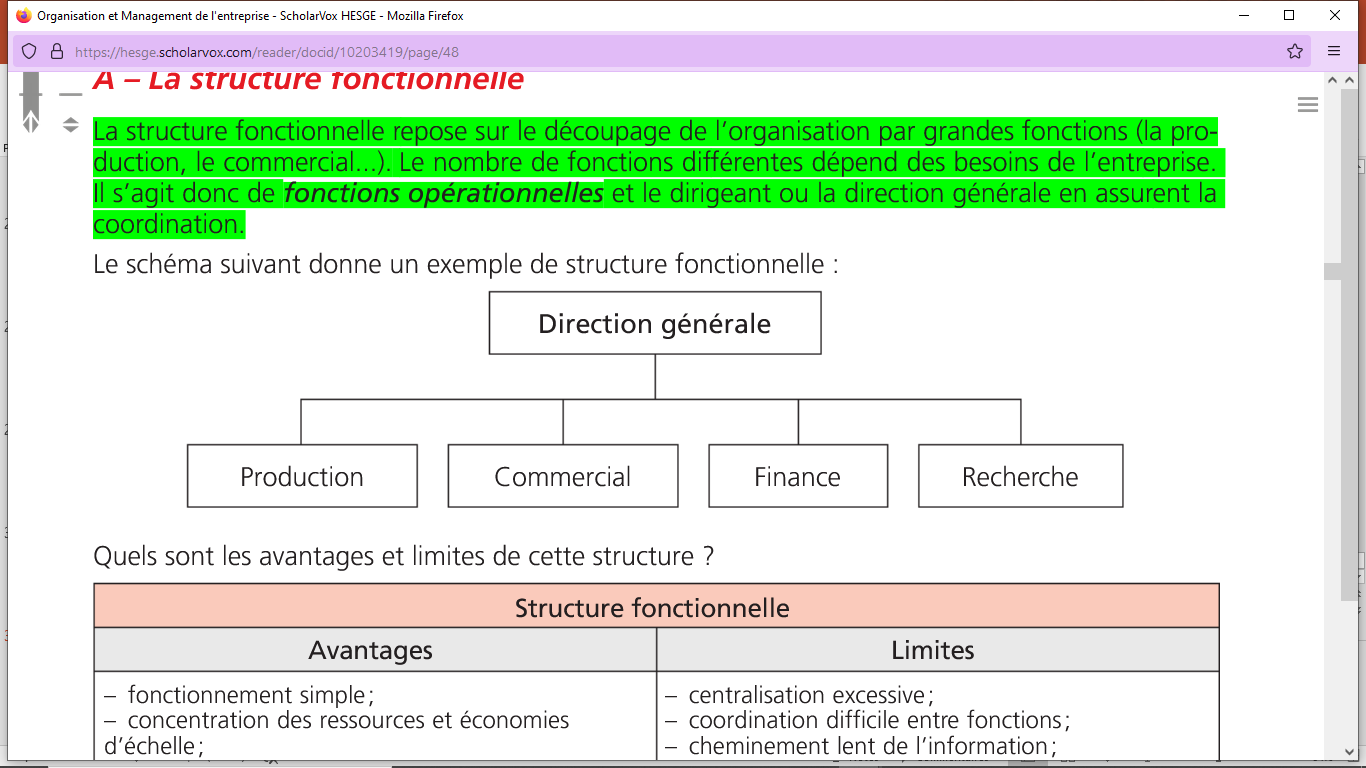 Organisation et Management de l'entreprise - ScholarVox HESGE - Mozilla Firefox
https://hesge.scholarvox.com/reader/docid/10203419/page/48
A – La structure fonctionnelle
La structure fonctionnelle repose sur le découpage de l'organisation par grandes fonctions (la pro-
duction, le commercial…). Le nombre de fonctions différentes dépend des besoins de l'entreprise.
Il s'agit donc de fonctions opérationnelles et le dirigeant ou la direction générale en assurent la
coordination.
Le schéma suivant donne un exemple de structure fonctionnelle :
Direction générale
Production Commercial Finance Recherche
Quels sont les avantages et limites de cette structure ?
Structure fonctionnelle
Avantages Limites
– fonctionnement simple ;
– concentration des ressources et économies
d'échelle ;
– centralisation excessive ;
– coordination difficile entre fonctions ;
– cheminement lent de l'information ;